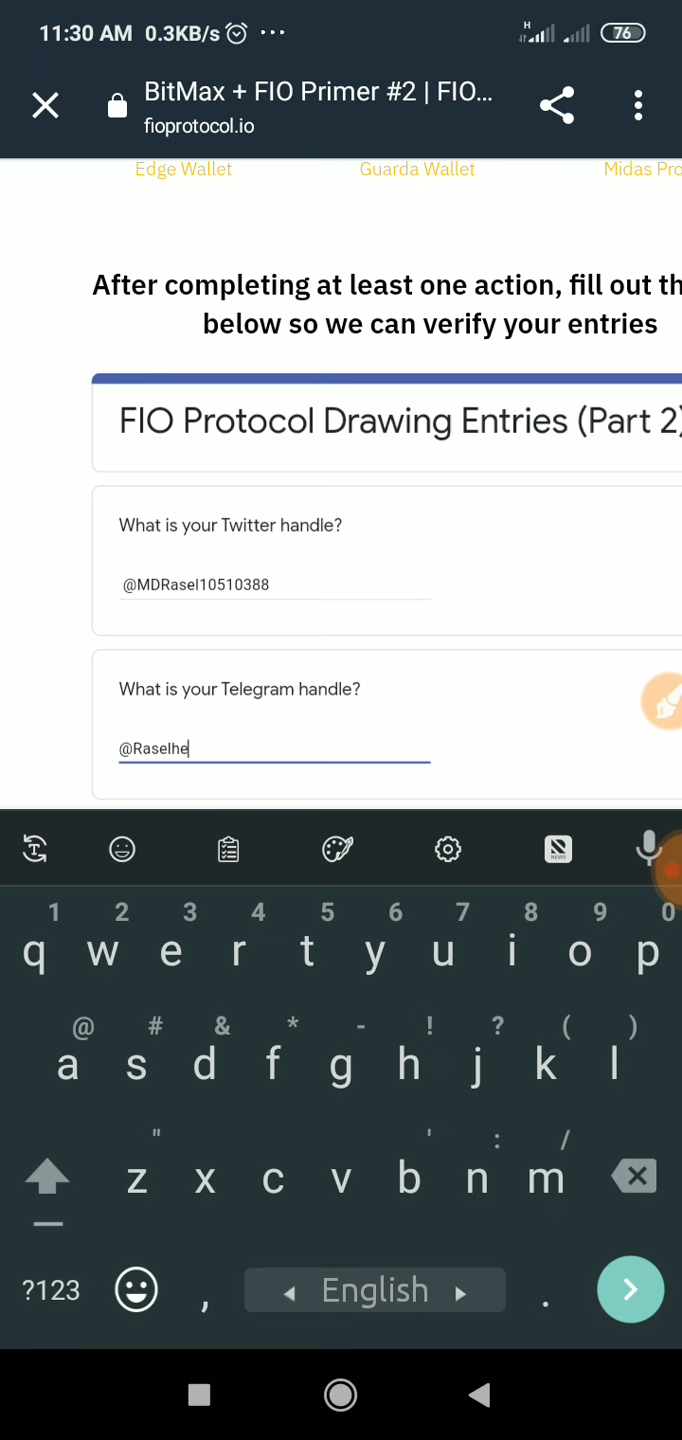 11:30 AM 0.3KB/s ... H 76
BitMax + FIO Primer #2 | FIO...
fioprotocol.io
Edge Wallet Guarda Wallet Midas Pro
After completing at least one action, fill out th
below so we can verify your entries
FIO Protocol Drawing Entries (Part 2)
What is your Twitter handle?
@MDRasel10510388
What is your Telegram handle?
@Raselhe
NEWS
1 2 3 4 5 6 7 8 9 0
q w e r t y u i o p
@ # & * - ! ? ( )
a s d f g h j k l
" ' : /
z x c v b n m
?123 , English .